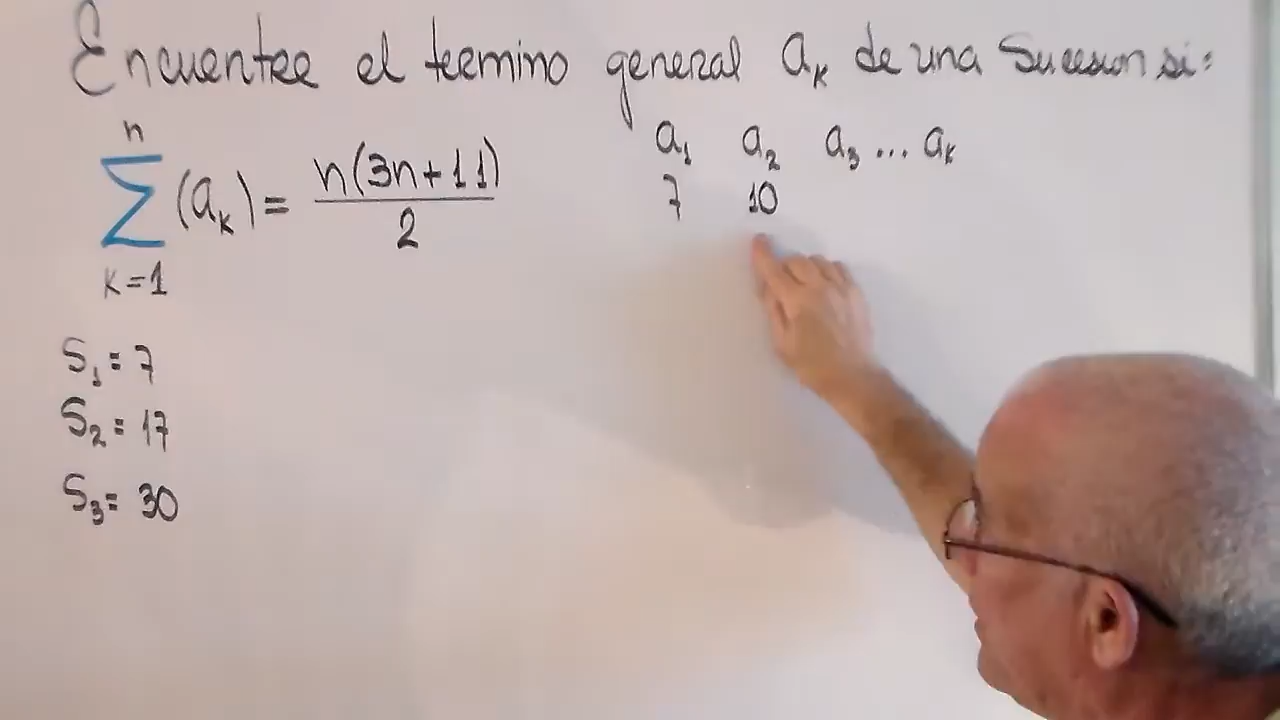 Encuentre el termino general aₖ de una Sucesion si:
n
∑ (aₖ) = n(3n+11)/2
k=1
a₁ a₂ a₃ ... aₖ
7 10
S₁ = 7
S₂ = 17
S₃ = 30